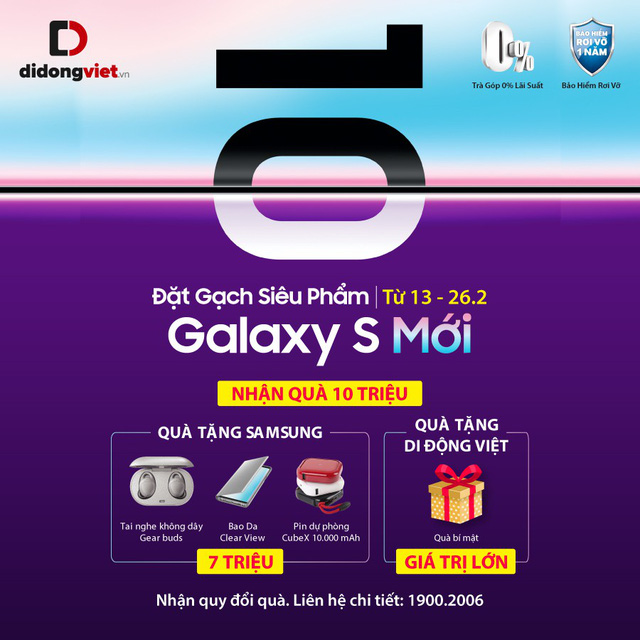 didongviet.vn
0%
Trả Góp 0% Lãi Suất
BẢO HIỂM
RƠI VỠ
1 NĂM
Bảo Hiểm Rơi Vỡ
10
Đặt Gạch Siêu Phẩm | Từ 13 - 26.2
Galaxy S Mới
NHẬN QUÀ 10 TRIỆU
QUÀ TẶNG SAMSUNG
Tai nghe không dây
Gear buds
Bao Da
Clear View
Pin dự phòng
CubeX 10.000 mAh
7 TRIỆU
QUÀ TẶNG
DI ĐỘNG VIỆT
Quà bí mật
GIÁ TRỊ LỚN
Nhận quy đổi quà. Liên hệ chi tiết: 1900.2006